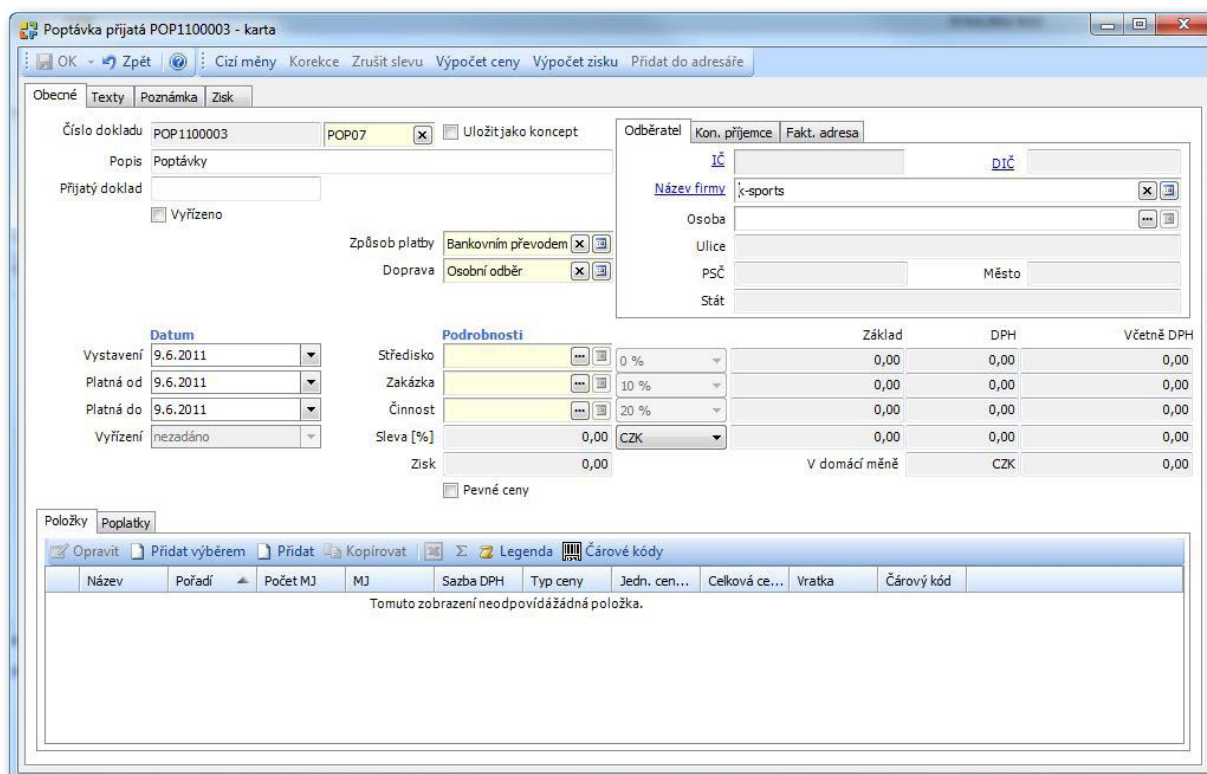 Poptávka přijatá POP1100003 - karta
OK Zpět Cizí měny Korekce Zrušit slevu Výpočet ceny Výpočet zisku Přidat do adresáře
Obecné Texty Poznámka Zisk
Číslo dokladu POP1100003 POP07 Uložit jako koncept
Popis Poptávky
Přijatý doklad
Vyřízeno
Způsob platby Bankovním převodem
Doprava Osobní odběr
Odběratel Kon. příjemce Fakt. adresa
IČ DIČ
Název firmy k-sports
Osoba
Ulice
PSČ Město
Stát
Datum Podrobnosti Základ DPH Včetně DPH
Vystavení 9.6.2011 Středisko 0 % 0,00 0,00 0,00
Platná od 9.6.2011 Zakázka 10 % 0,00 0,00 0,00
Platná do 9.6.2011 Činnost 20 % 0,00 0,00 0,00
Vyřízení nezadáno Sleva [%] 0,00 CZK 0,00 0,00 0,00
Zisk 0,00 V domácí měně CZK 0,00
Pevné ceny
Položky Poplatky
Opravit Přidat výběrem Přidat Kopírovat Σ Legenda Čárové kódy
Název Pořadí Počet MJ MJ Sazba DPH Typ ceny Jedn. cen... Celková ce... Vratka Čárový kód
Tomuto zobrazení neodpovídá žádná položka.